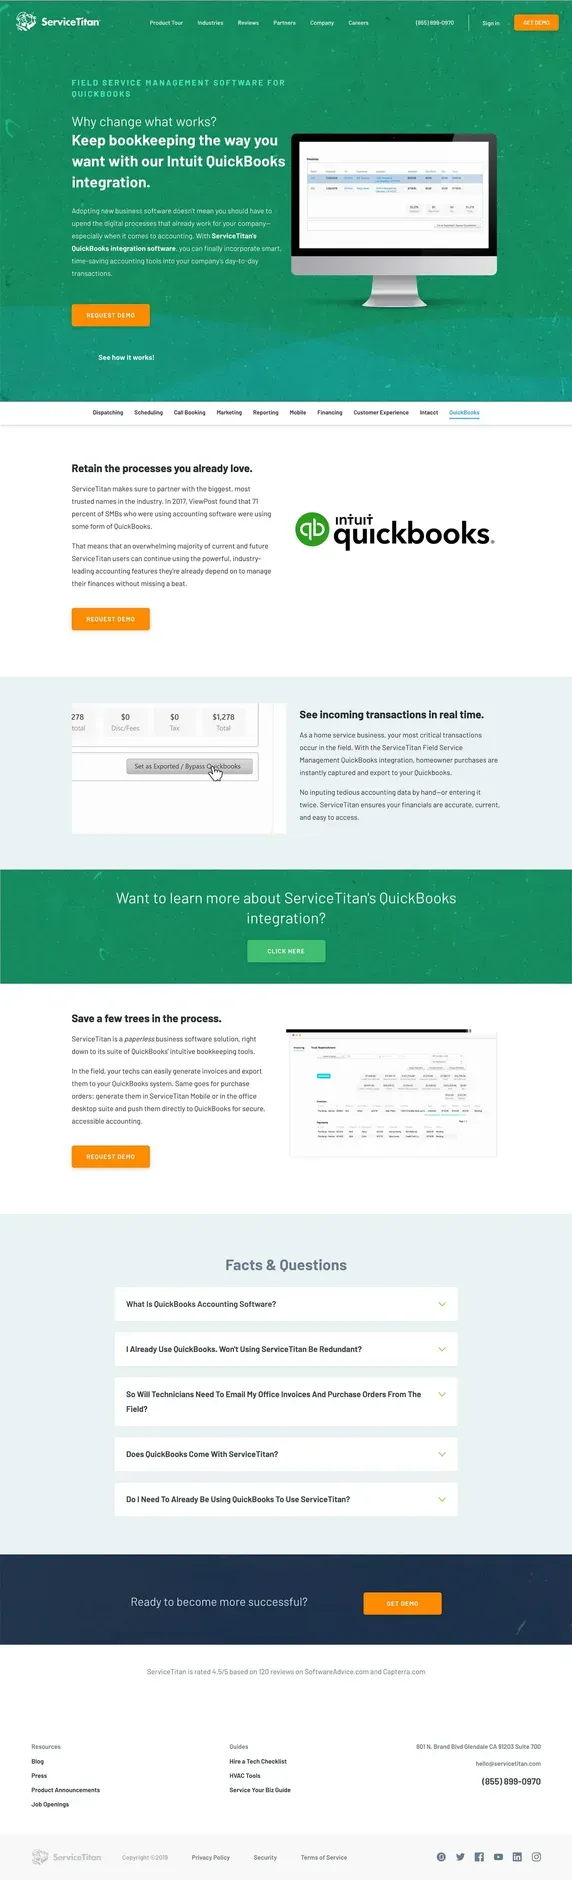 ServiceTitan
Product Tour
Industries
Reviews
Partners
Company
Careers
(855) 899-0970
Sign in
GET DEMO
FIELD SERVICE MANAGEMENT SOFTWARE FOR
QUICKBOOKS
Why change what works?
Keep bookkeeping the way you
want with our Intuit QuickBooks
integration.
Adopting new business software doesn't mean you should have to
upend the digital processes that already work for your company—
especially when it comes to accounting. With ServiceTitan's
QuickBooks integration software, you can finally incorporate smart,
time-saving accounting tools into your company's day-to-day
transactions.
REQUEST DEMO
See how it works!
Dispatching
Scheduling
Call Booking
Marketing
Reporting
Mobile
Financing
Customer Experience
Intacct
QuickBooks
Retain the processes you already love.
ServiceTitan makes sure to partner with the biggest, most
trusted names in the industry. In 2017, ViewPost found that 71
percent of SMBs who were using accounting software were using
some form of QuickBooks.
That means that an overwhelming majority of current and future
ServiceTitan users can continue using the powerful, industry-
leading accounting features they're already depend on to manage
their finances without missing a beat.
REQUEST DEMO
qb
intuit
quickbooks.
278
$0
$0
$1,278
total
Disc/Fees
Tax
Total
Set as Exported / Bypass Quickbooks
See incoming transactions in real time.
As a home service business, your most critical transactions
occur in the field. With the ServiceTitan Field Service
Management QuickBooks integration, homeowner purchases are
instantly captured and export to your Quickbooks.
No inputing tedious accounting data by hand—or entering it
twice. ServiceTitan ensures your financials are accurate, current,
and easy to access.
Want to learn more about ServiceTitan's QuickBooks
integration?
CLICK HERE
Save a few trees in the process.
ServiceTitan is a paperless business software solution, right
down to its suite of QuickBooks' intuitive bookkeeping tools.
In the field, your techs can easily generate invoices and export
them to your QuickBooks system. Same goes for purchase
orders: generate them in ServiceTitan Mobile or in the office
desktop suite and push them directly to QuickBooks for secure,
accessible accounting.
REQUEST DEMO
Facts & Questions
What Is QuickBooks Accounting Software?
I Already Use QuickBooks. Won't Using ServiceTitan Be Redundant?
So Will Technicians Need To Email My Office Invoices And Purchase Orders From The
Field?
Does QuickBooks Come With ServiceTitan?
Do I Need To Already Be Using QuickBooks To Use ServiceTitan?
Ready to become more successful?
GET DEMO
ServiceTitan is rated 4.5/5 based on 120 reviews on SoftwareAdvice.com and Capterra.com
Resources
Blog
Press
Product Announcements
Job Openings
Guides
Hire a Tech Checklist
HVAC Tools
Service Your Biz Guide
801 N. Brand Blvd Glendale CA 91203 Suite 700
hello@servicetitan.com
(855) 899-0970
ServiceTitan
Copyright ©2019
Privacy Policy
Security
Terms of Service